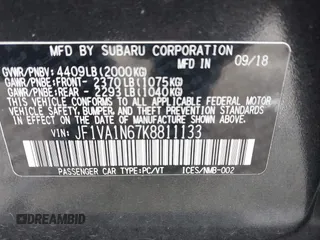 MFD BY SUBARU CORPORATION
09/18
GVWR/PNBV: 4409LB(2000KG)
GAWR/PNBE:FRONT- 2370LB(1075KG)
GAWR/PNBE:REAR - 2293LB(1040KG)
THIS VEHICLE CONFORMS TO ALL APPLICABLE FEDERAL MOTOR
VEHICLE SAFETY, BUMPER, AND THEFT PREVENTION STANDARDS
IN EFFECT ON THE DATE OF MANUFACTURE SHOWN ABOVE.
VIN: JF1VA1N67K8811133
PASSENGER CAR TYPE:PC/VT ICES/NMB-002
DREAMBID